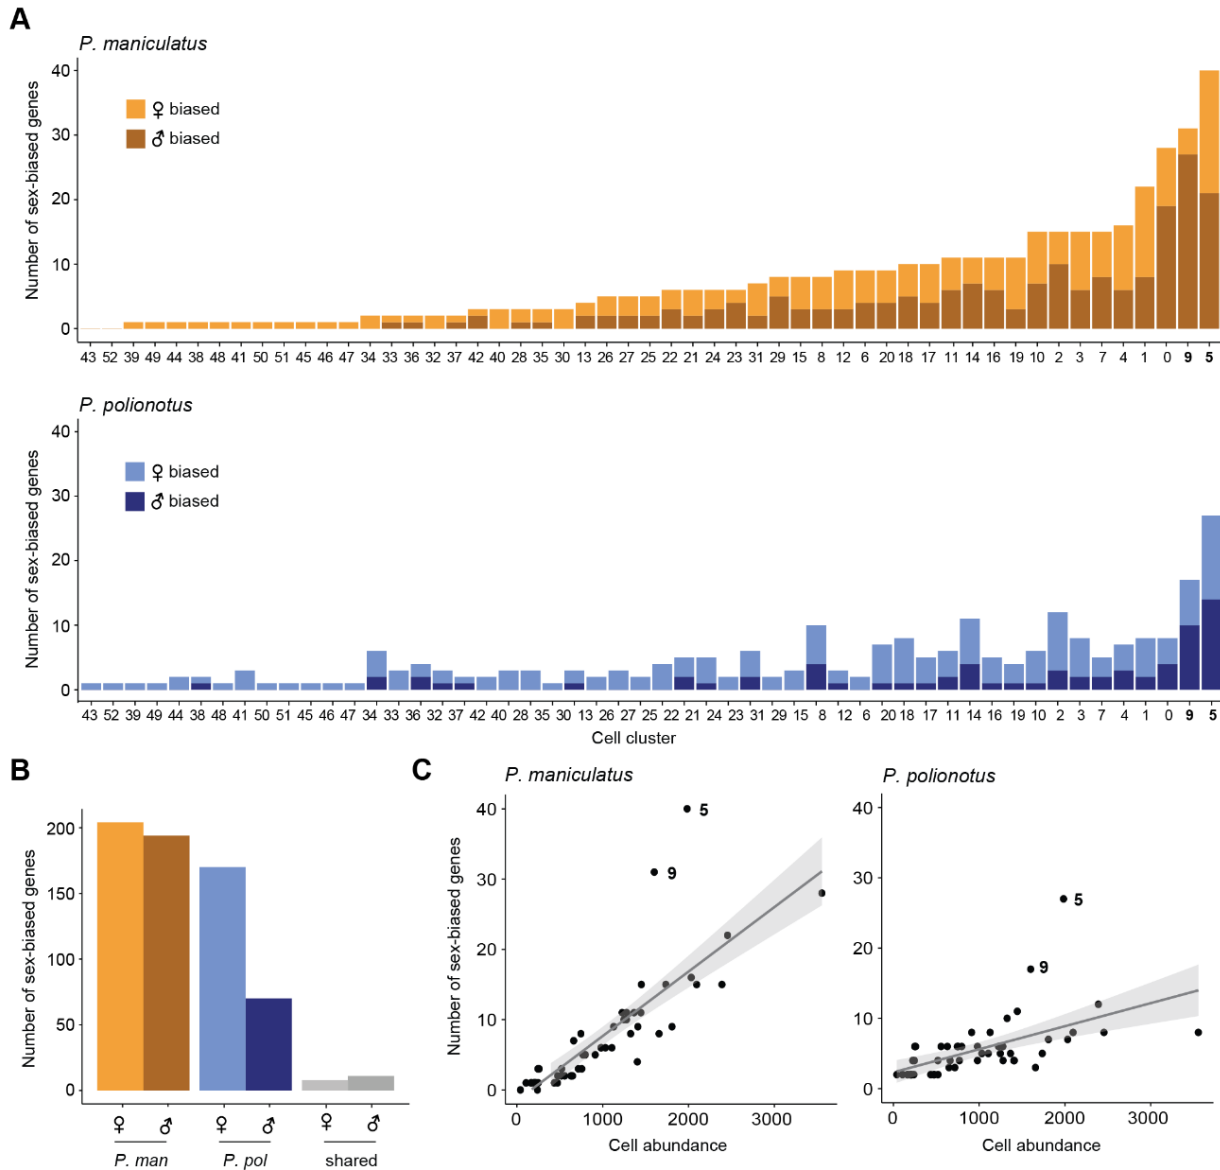 A
P. maniculatus
Number of sex-biased genes
40
30
20
10
0
♀ biased
♂ biased
43 52 39 49 44 38 48 41 50 51 45 46 47 34 33 36 32 37 42 40 28 35 30 13 26 27 25 22 21 24 23 31 29 15 8 12 6 20 18 17 11 14 16 19 10 2 3 7 4 1 0 9 5
P. polionotus
Number of sex-biased genes
40
30
20
10
0
♀ biased
♂ biased
43 52 39 49 44 38 48 41 50 51 45 46 47 34 33 36 32 37 42 40 28 35 30 13 26 27 25 22 21 24 23 31 29 15 8 12 6 20 18 17 11 14 16 19 10 2 3 7 4 1 0 9 5
Cell cluster
B
Number of sex-biased genes
200
150
100
50
0
♀ ♂ ♀ ♂ ♀ ♂
P. man P. pol shared
C
P. maniculatus
Number of sex-biased genes
40
30
20
10
0
5
9
0 1000 2000 3000
Cell abundance
P. polionotus
40
30
20
10
0
5
9
0 1000 2000 3000
Cell abundance